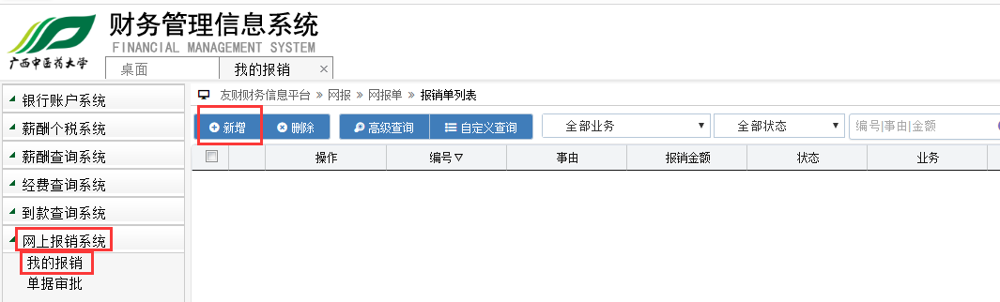 财务管理信息系统
FINANCIAL MANAGEMENT SYSTEM
广西中医药大学
桌面 我的报销 ×
友财财务信息平台 » 网报 » 网报单 » 报销单列表
新增 删除 高级查询 自定义查询 全部业务 全部状态 编号|事由|金额
操作 编号▽ 事由 报销金额 状态 业务
银行账户系统
薪酬个税系统
薪酬查询系统
经费查询系统
到款查询系统
网上报销系统
我的报销
单据审批